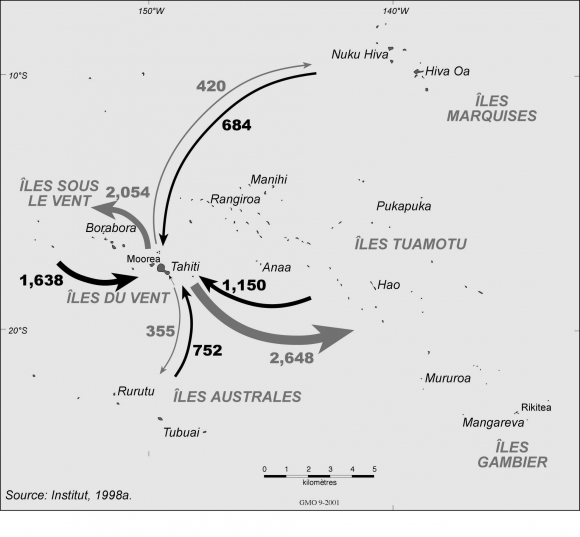 150°W
140°W
Nuku Hiva
10°S
Hiva Oa
420
ÎLES
MARQUISES
684
Manihi
ÎLES SOUS
LE VENT
2,054
Rangiroa
Pukapuka
Borabora
ÎLES TUAMOTU
Moorea
Tahiti
Anaa
1,638
1,150
Hao
ÎLES DU VENT
20°S
355
752
2,648
Rurutu
ÎLES AUSTRALES
Mururoa
Rikitea
Mangareva
Tubuai
ÎLES
GAMBIER
0 1 2 3 4 5
kilomètres
Source: Institut, 1998a.
GMO 9-2001